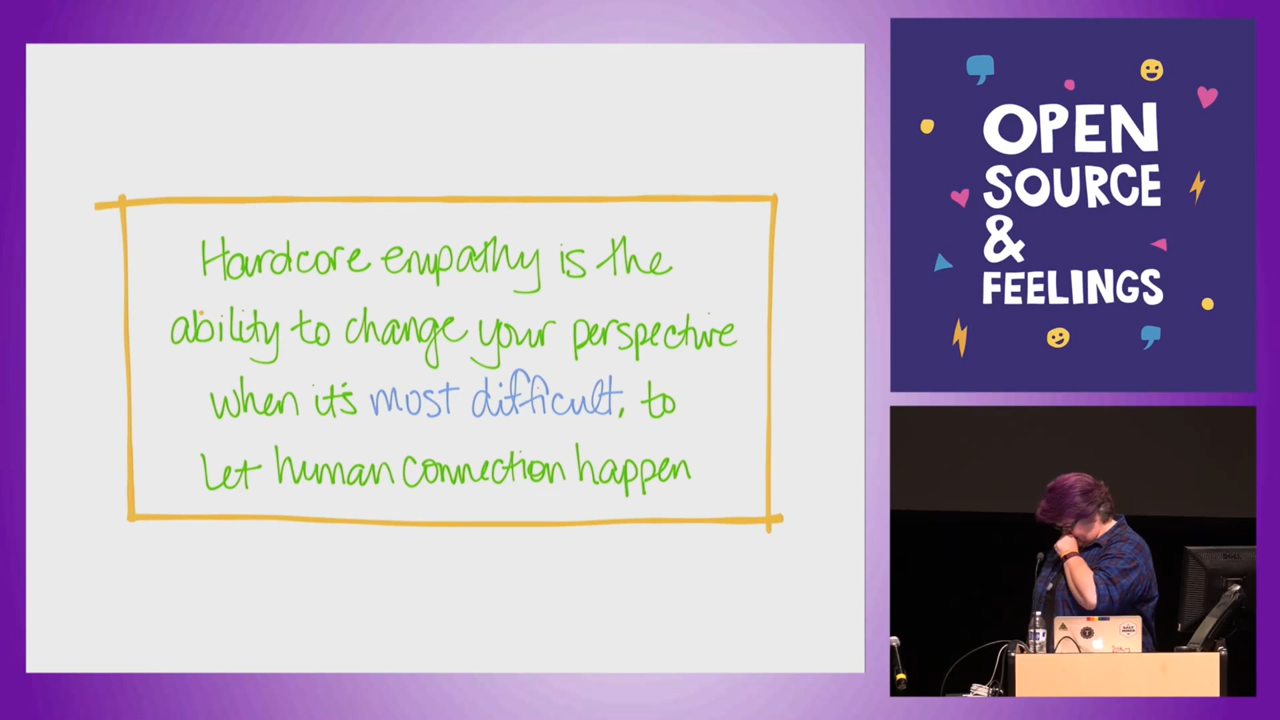 Hardcore empathy is the
ability to change your perspective
when it's most difficult, to
let human connection happen
OPEN
SOURCE
&
FEELINGS
DELL